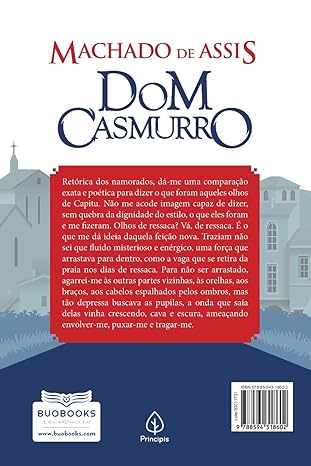 MACHADO DE ASSIS
DOM
CASMURRO
Retórica dos namorados, dá-me uma comparação
exata e poética para dizer o que foram aqueles olhos
de Capitu. Não me acode imagem capaz de dizer,
sem quebra da dignidade do estilo, o que eles foram
e me fizeram. Olhos de ressaca? Vá, de ressaca. É o
que me dá ideia daquela feição nova. Traziam não
sei que fluido misterioso e enérgico, uma força que
arrastava para dentro, como a vaga que se retira da
praia nos dias de ressaca. Para não ser arrastado,
agarrei-me às outras partes vizinhas, às orelhas, aos
aos braços, aos cabelos espalhados pelos ombros, mas
tão depressa buscava as pupilas, a onda que saía
delas vinha crescendo, cava e escura, ameaçando
envolver-me, puxar-me e tragar-me.
BUOBOOKS
www.buobooks.com
Principis
9 788594 318602